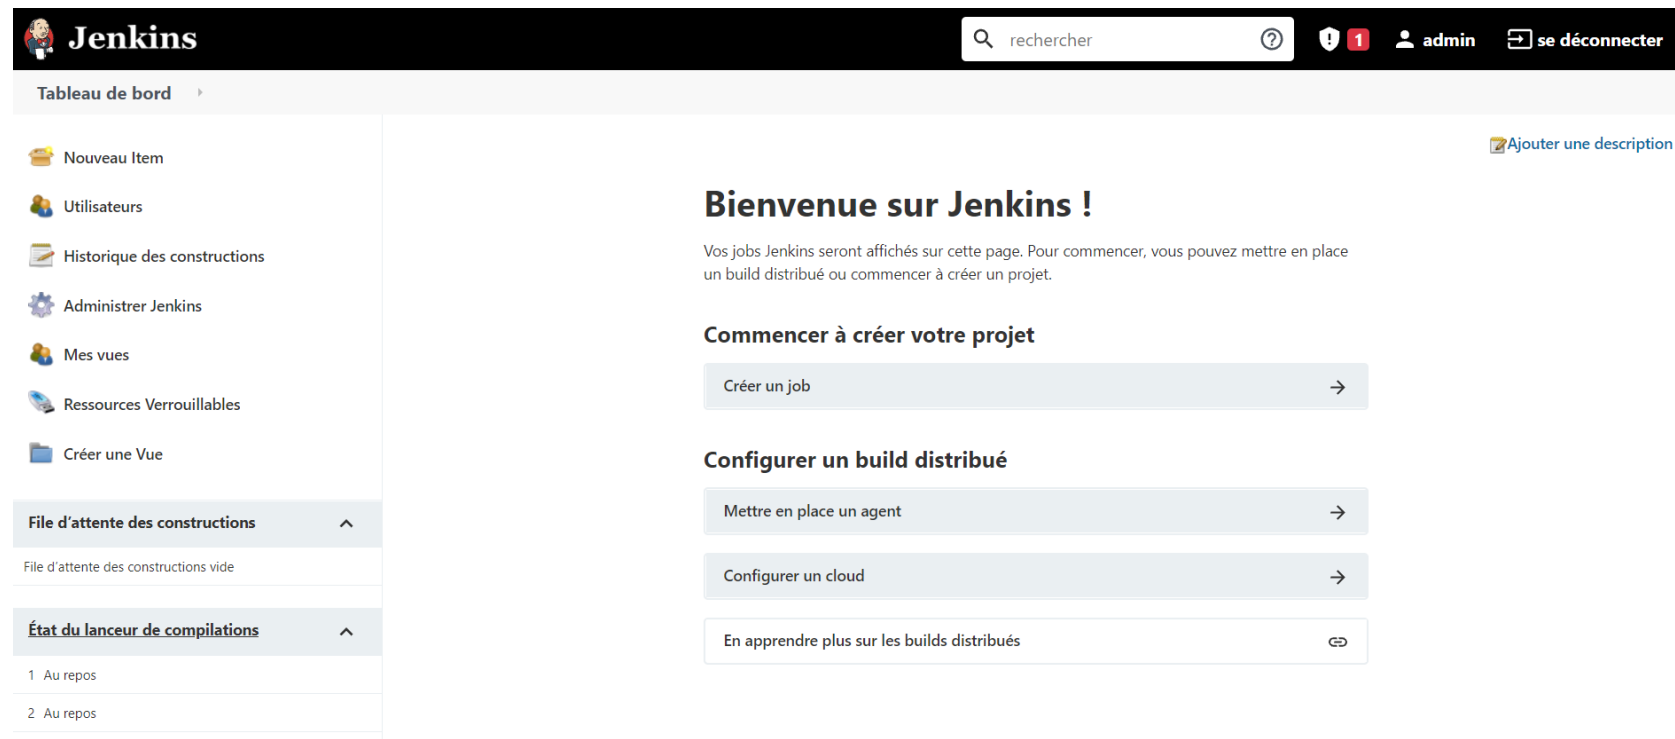 Jenkins
rechercher
1
admin
se déconnecter
Tableau de bord
Ajouter une description
Nouveau Item
Utilisateurs
Historique des constructions
Administrer Jenkins
Mes vues
Ressources Verrouillables
Créer une Vue
File d’attente des constructions
File d’attente des constructions vide
État du lanceur de compilations
1 Au repos
2 Au repos
Bienvenue sur Jenkins !
Vos jobs Jenkins seront affichés sur cette page. Pour commencer, vous pouvez mettre en place
un build distribué ou commencer à créer un projet.
Commencer à créer votre projet
Créer un job
Configurer un build distribué
Mettre en place un agent
Configurer un cloud
En apprendre plus sur les builds distribués